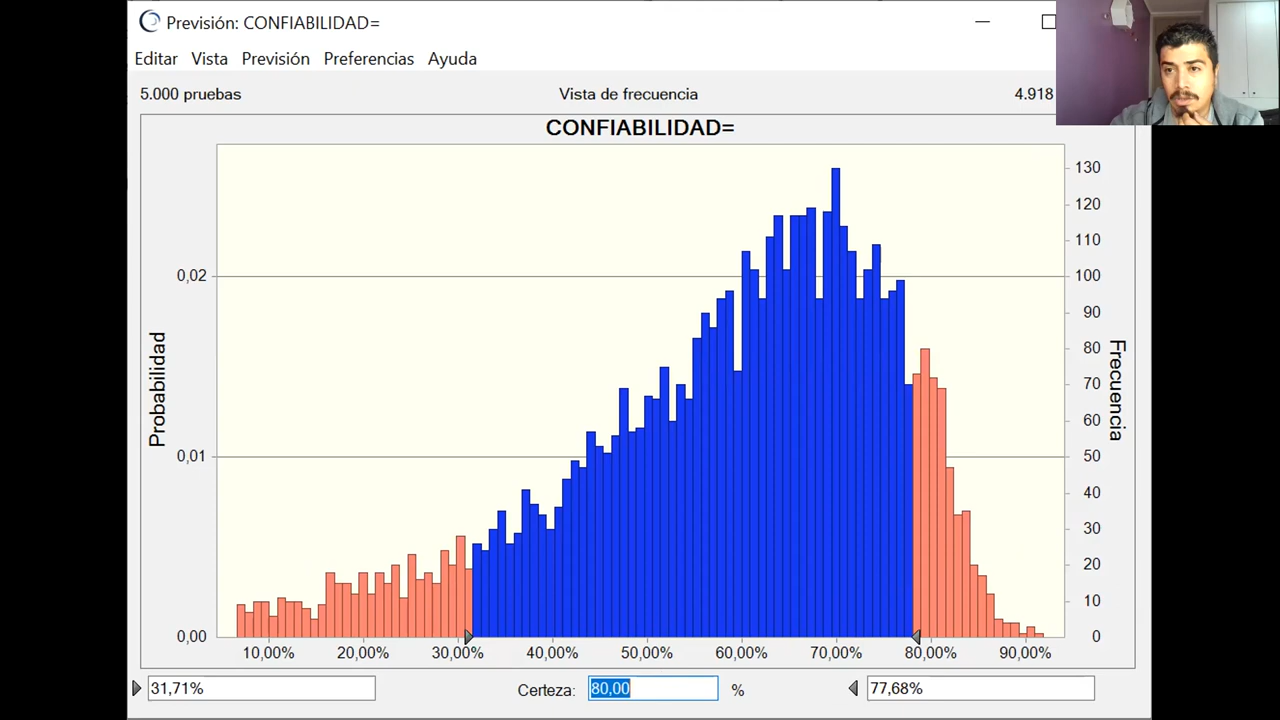 Previsión: CONFIABILIDAD=
Editar Vista Previsión Preferencias Ayuda
5.000 pruebas Vista de frecuencia 4.918
CONFIABILIDAD=
Probabilidad
0,02
0,01
0,00
130
120
110
100
90
80
70
60
50
40
30
20
10
0
Frecuencia
10,00% 20,00% 30,00% 40,00% 50,00% 60,00% 70,00% 80,00% 90,00%
31,71% Certeza: 80,00 % 77,68%